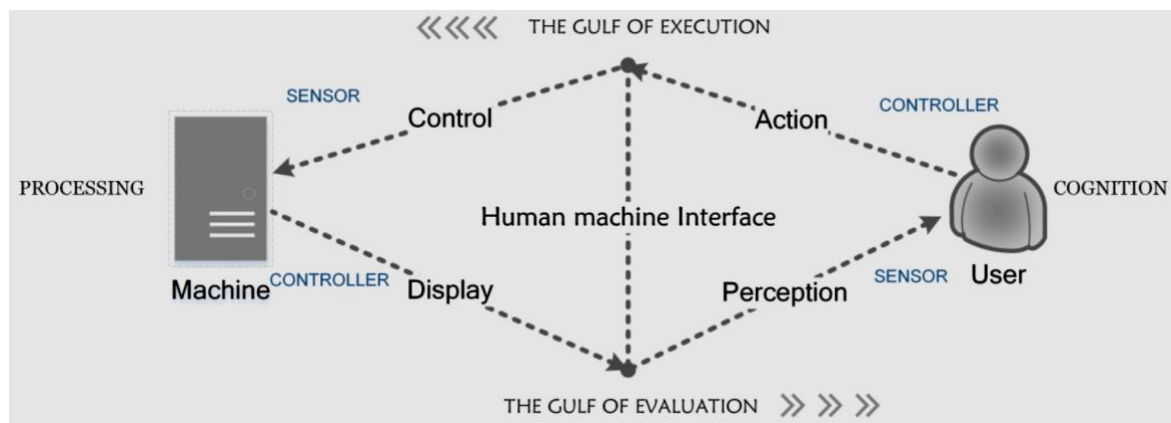 <<< THE GULF OF EXECUTION
SENSOR
Control
Action
CONTROLLER
PROCESSING
COGNITION
Human machine Interface
Machine
CONTROLLER
Display
Perception
SENSOR
User
THE GULF OF EVALUATION >> >> >>